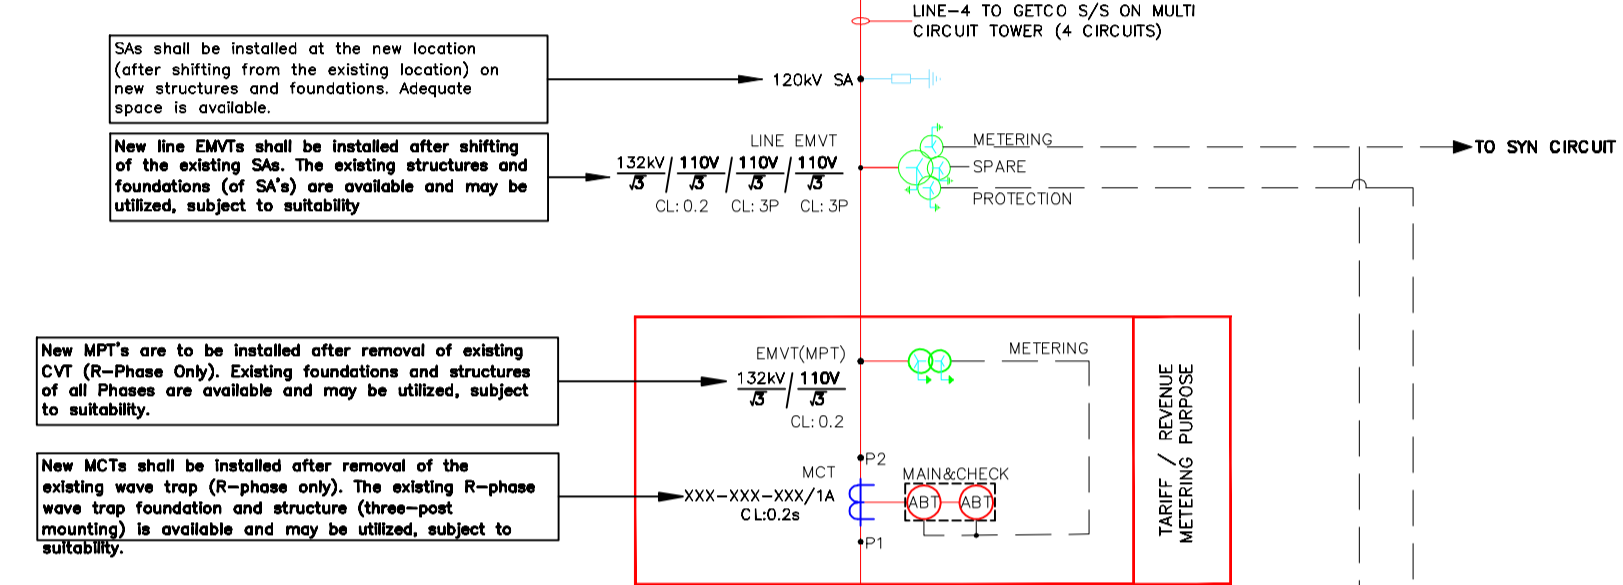 LINE-4 TO GETCO S/S ON MULTI
CIRCUIT TOWER (4 CIRCUITS)
SAs shall be installed at the new location
(after shifting from the existing location) on
new structures and foundations. Adequate
space is available.
120kV SA
New line EMVTs shall be installed after shifting
of the existing SAs. The existing structures and
foundations (of SA's) are available and may be
utilized, subject to suitability
LINE EMVT
132kV/√3 / 110V/√3 / 110V/√3 / 110V/√3
CL:0.2 CL:3P CL:3P
METERING
SPARE
PROTECTION
TO SYN CIRCUIT
New MPT's are to be installed after removal of existing
CVT (R-Phase Only). Existing foundations and structures
of all Phases are available and may be utilized, subject
to suitability.
EMVT(MPT)
132kV/√3 / 110V/√3
CL:0.2
METERING
New MCTs shall be installed after removal of the
existing wave trap (R-phase only). The existing R-phase
wave trap foundation and structure (three-post
mounting) is available and may be utilized, subject to
suitability.
P2
MCT
XXX-XXX-XXX/1A
CL:0.2s
P1
MAIN&CHECK
ABT ABT
TARIFF / REVENUE
METERING PURPOSE